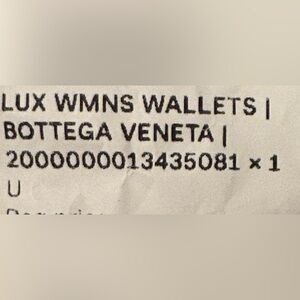 LUX WMNS WALLETS |
BOTTEGA VENETA |
2000000013435081 × 1
U